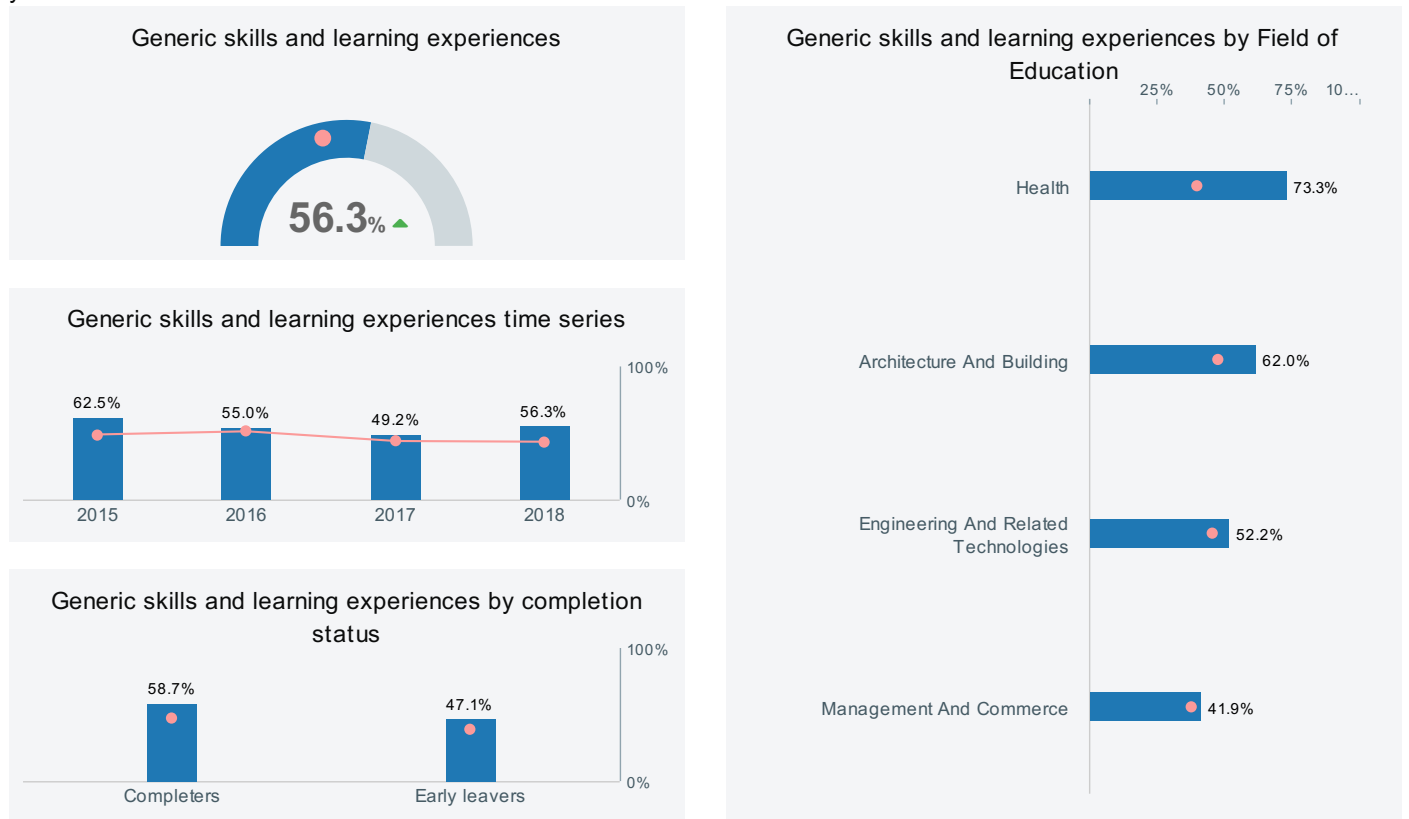 Generic skills and learning experiences
56.3%
Generic skills and learning experiences time series
100%
62.5%
55.0%
49.2%
56.3%
0%
2015
2016
2017
2018
Generic skills and learning experiences by completion
status
100%
58.7%
47.1%
0%
Completers
Early leavers
Generic skills and learning experiences by Field of
Education
25%
50%
75%
10...
Health
73.3%
Architecture And Building
62.0%
Engineering And Related
Technologies
52.2%
Management And Commerce
41.9%